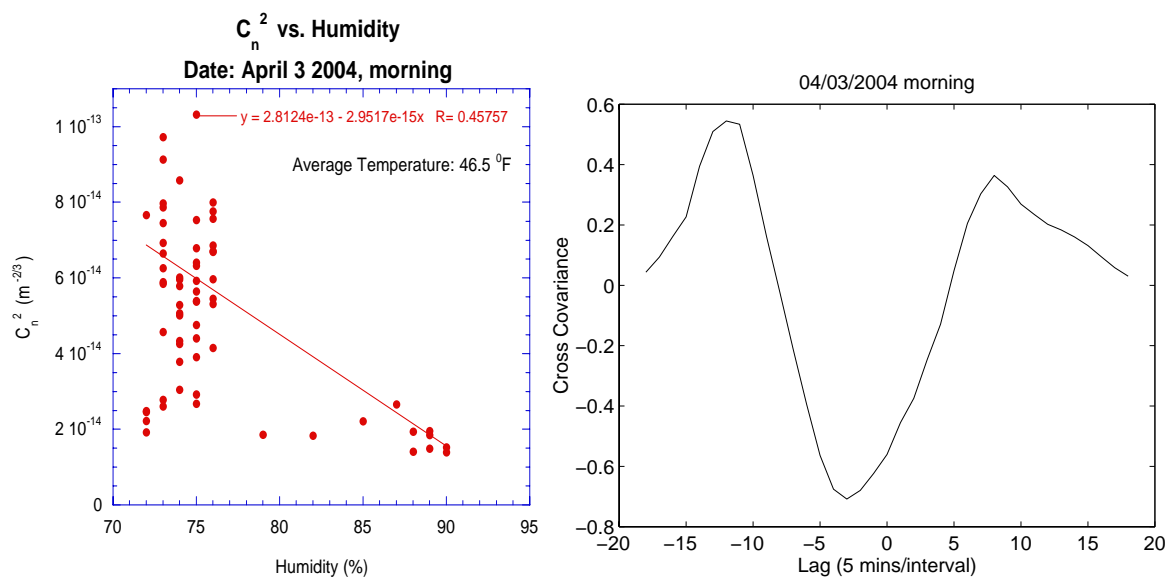 C_n^2 vs. Humidity
Date: April 3 2004, morning
y = 2.8124e-13 - 2.9517e-15x R= 0.45757
Average Temperature: 46.5 ^0F
C_n^2 (m^-2/3)
1 10^-13
8 10^-14
6 10^-14
4 10^-14
2 10^-14
0
70 75 80 85 90 95
Humidity (%)
04/03/2004 morning
Cross Covariance
0.6
0.4
0.2
0
−0.2
−0.4
−0.6
−0.8
−20 −15 −10 −5 0 5 10 15 20
Lag (5 mins/interval)